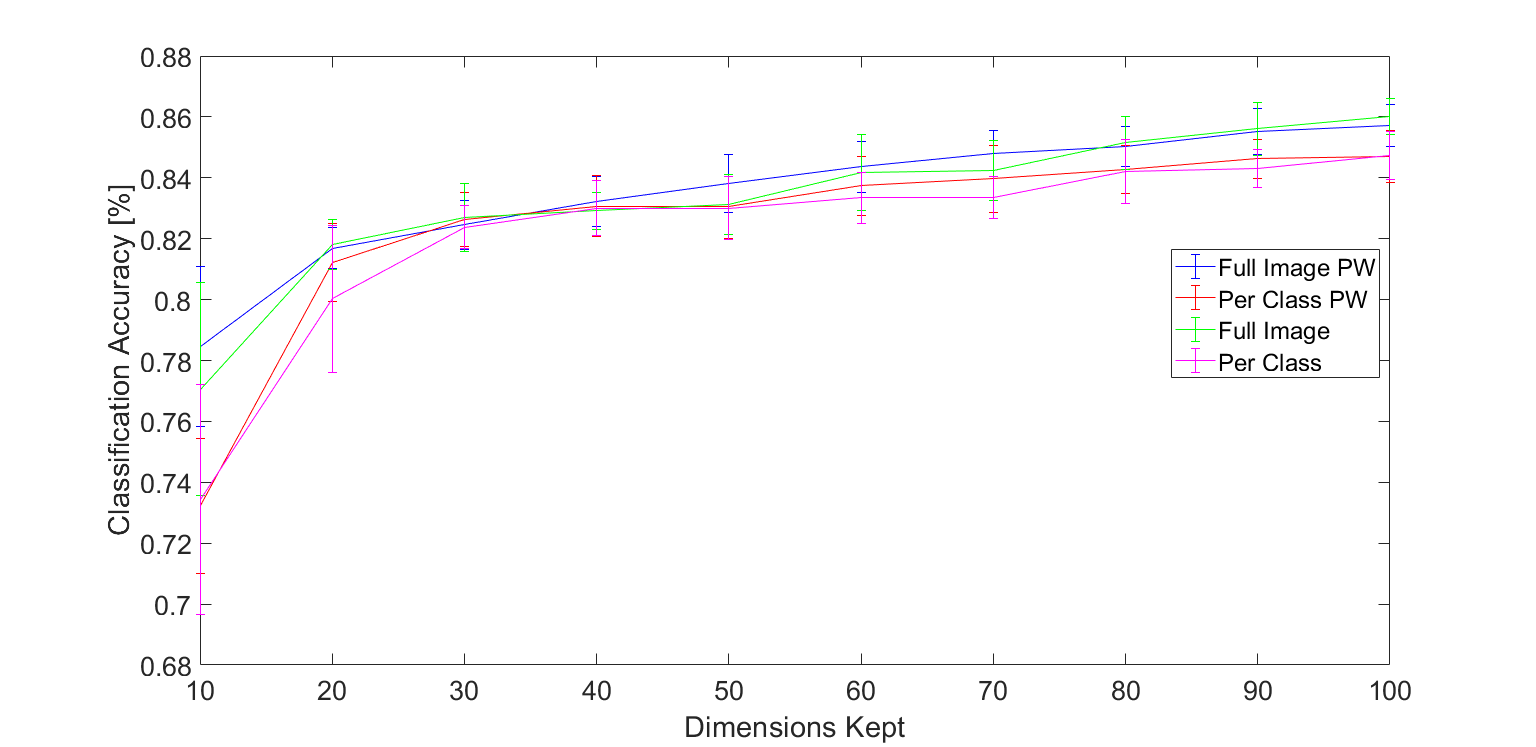 0.88
0.86
0.84
0.82
0.8
0.78
0.76
0.74
0.72
0.7
0.68
Classification Accuracy [%]
10 20 30 40 50 60 70 80 90 100
Dimensions Kept
Full Image PW
Per Class PW
Full Image
Per Class